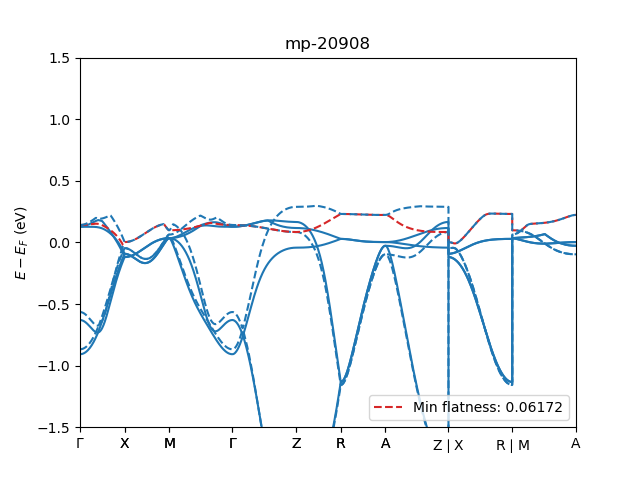 mp-20908
E − E_F (eV)
1.5
1.0
0.5
0.0
−0.5
−1.0
−1.5
Min flatness: 0.06172
Γ X M Γ Z R A Z | X R | M A